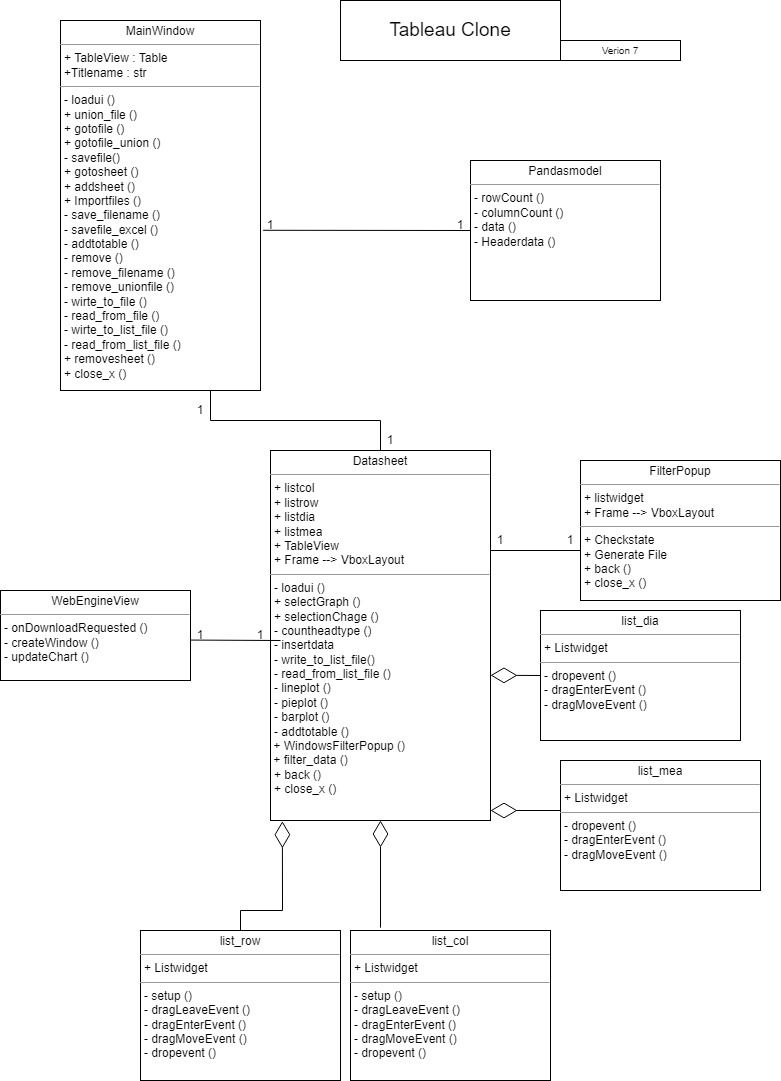 Tableau Clone
Verion 7
MainWindow
+ TableView : Table
+Titlename : str
- loadui ()
+ union_file ()
+ gotofile ()
+ gotofile_union ()
- savefile()
+ gotosheet ()
+ addsheet ()
+ Importfiles ()
- save_filename ()
- savefile_excel ()
- addtotable ()
- remove ()
- remove_filename ()
- remove_unionfile ()
- wirte_to_file ()
- read_from_file ()
- wirte_to_list_file ()
- read_from_list_file ()
+ removesheet ()
+ close_x ()
Pandasmodel
- rowCount ()
- columnCount ()
- data ()
- Headerdata ()
1
1
1
1
Datasheet
+ listcol
+ listrow
+ listdia
+ listmea
+ TableView
+ Frame --> VboxLayout
- loadui ()
+ selectGraph ()
+ selectionChage ()
- countheadtype ()
- insertdata
- write_to_list_file()
- read_from_list_file ()
- lineplot ()
- pieplot ()
- barplot ()
- addtotable ()
+ WindowsFilterPopup ()
+ filter_data ()
+ back ()
+ close_x ()
1
1
FilterPopup
+ listwidget
+ Frame --> VboxLayout
+ Checkstate
+ Generate File
+ back ()
+ close_x ()
WebEngineView
- onDownloadRequested ()
- createWindow ()
- updateChart ()
1
1
list_dia
+ Listwidget
- dropevent ()
- dragEnterEvent ()
- dragMoveEvent ()
list_mea
+ Listwidget
- dropevent ()
- dragEnterEvent ()
- dragMoveEvent ()
list_row
+ Listwidget
- setup ()
- dragLeaveEvent ()
- dragEnterEvent ()
- dragMoveEvent ()
- dropevent ()
list_col
+ Listwidget
- setup ()
- dragLeaveEvent ()
- dragEnterEvent ()
- dragMoveEvent ()
- dropevent ()